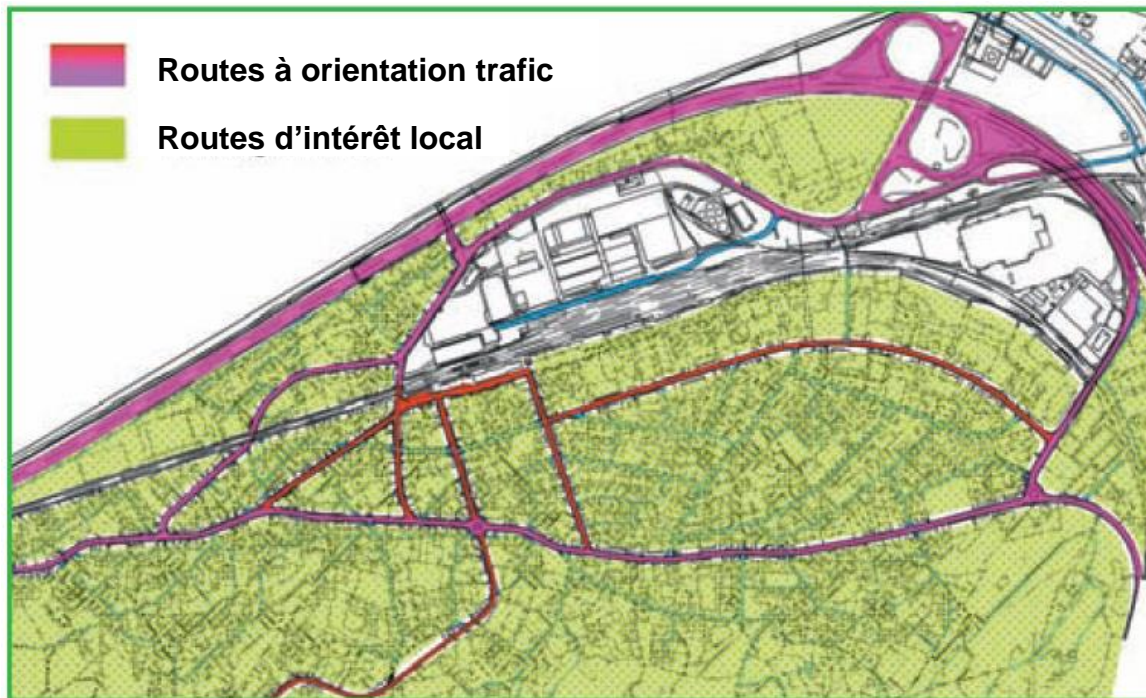 Routes à orientation trafic
Routes d’intérêt local